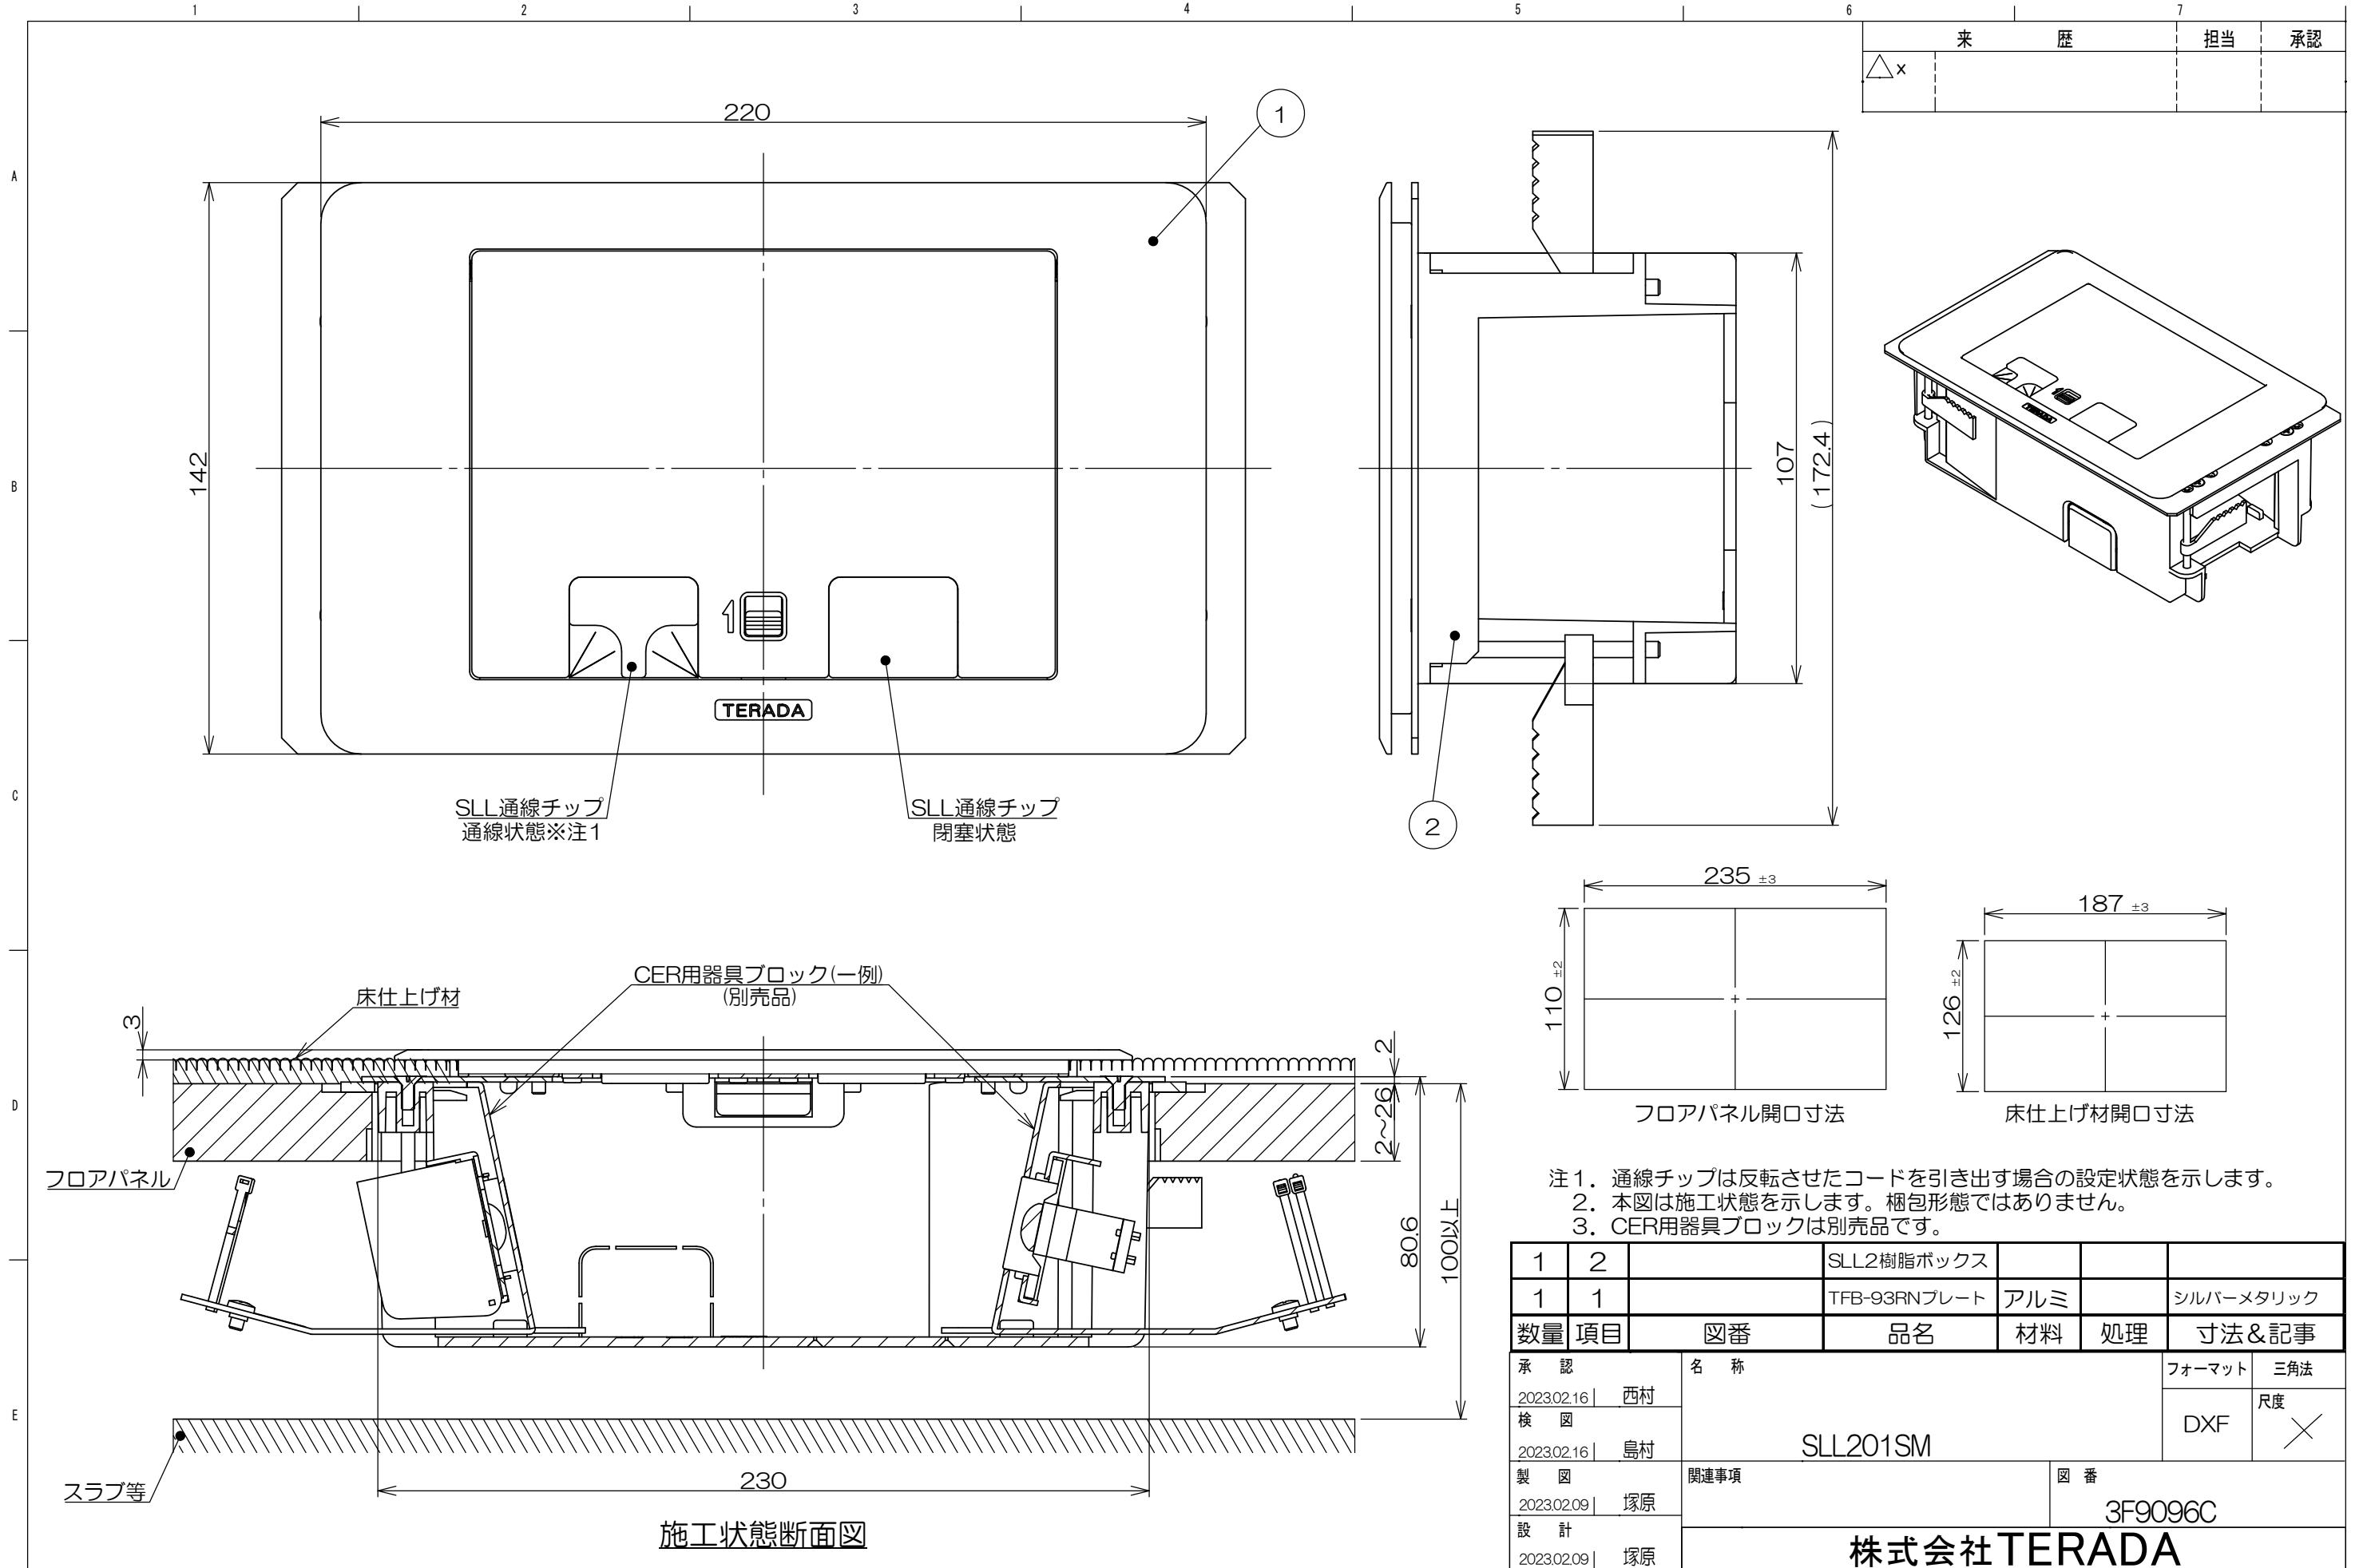 1 2 3 4 5 6 7
A
B
C
D
E
来 歴 担当 承認
x
220
1
142
SLL通線チップ
通線状態※注1
SLL通線チップ
閉塞状態
TERADA
107
(172.4)
2
TERADA
235 ±3
110 ±2
フロアパネル開口寸法
187 ±3
126 ±2
床仕上げ材開口寸法
CER用器具ブロック(一例)
(別売品)
床仕上げ材
3
2
2〜26
80.6
100以上
フロアパネル
スラブ等
230
施工状態断面図
注1. 通線チップは反転させたコードを引き出す場合の設定状態を示します。
2. 本図は施工状態を示します。梱包形態ではありません。
3. CER用器具ブロックは別売品です。
1 2 SLL2樹脂ボックス
1 1 TFB-93RNプレート アルミ シルバーメタリック
数量 項目 図番 品名 材料 処理 寸法&記事
承 認
2023.02.16 西村
検 図
2023.02.16 島村
製 図
2023.02.09 塚原
設 計
2023.02.09 塚原
名 称
SLL201SM
フォーマット 三角法
DXF
尺度
関連事項
図 番
3F9096C
株式会社TERADA